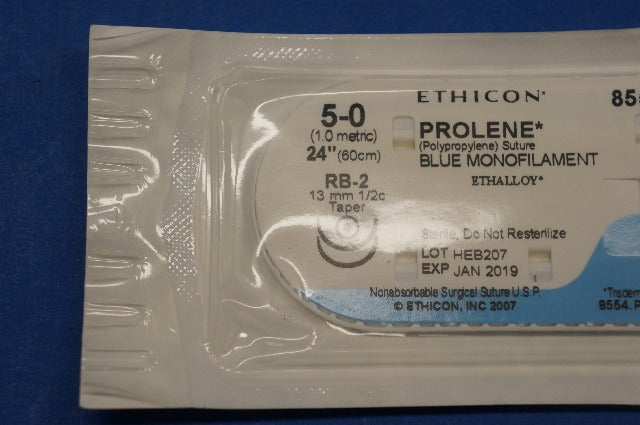 5-0
(1.0 metric)
24" (60cm)
RB-2
13 mm 1/2c
Taper
ETHICON*
PROLENE*
(Polypropylene) Suture
BLUE MONOFILAMENT
ETHALLOY*
Sterile, Do Not Resterilize
LOT HEB207
EXP JAN 2019
Nonabsorbable Surgical Suture U.S.P.
© ETHICON, INC 2007
8554